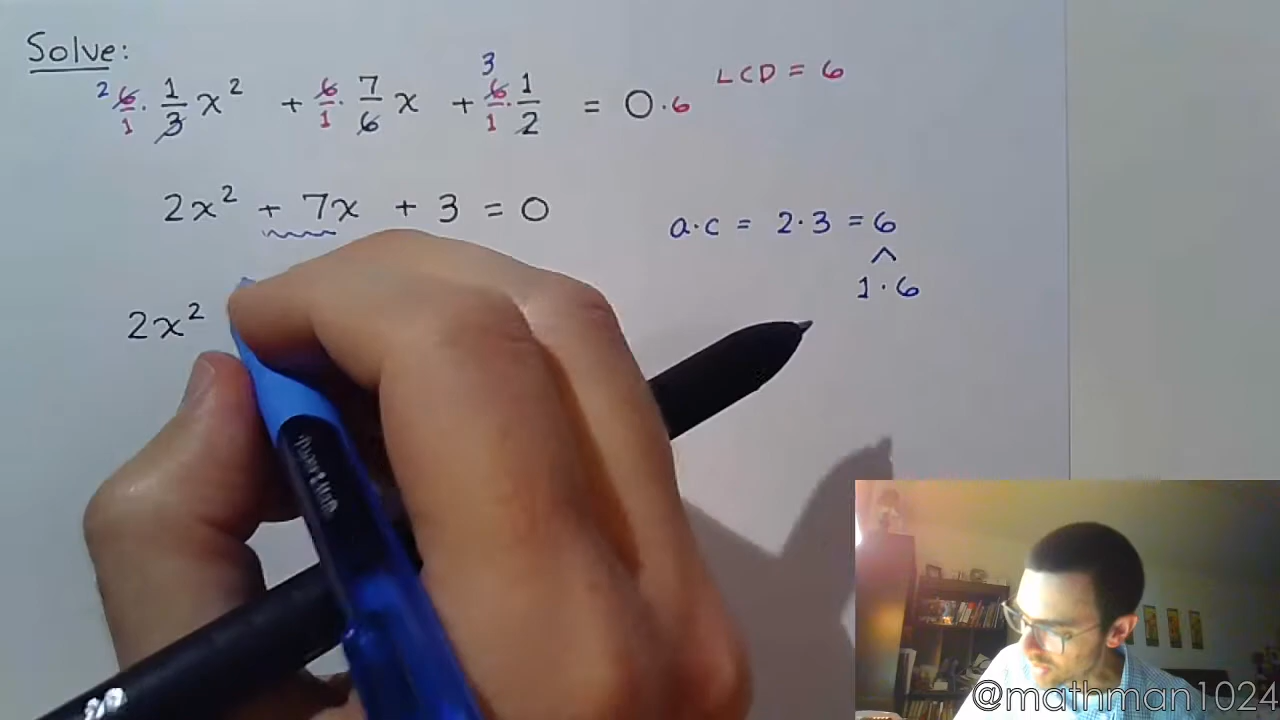 Solve:
2 6/1 · 1/3 x² + 6/1 · 7/6 x + 3 6/1 · 1/2 = 0 · 6 LCD = 6
2x² + 7x + 3 = 0
a·c = 2·3 = 6
1·6
2x²
@mathman1024